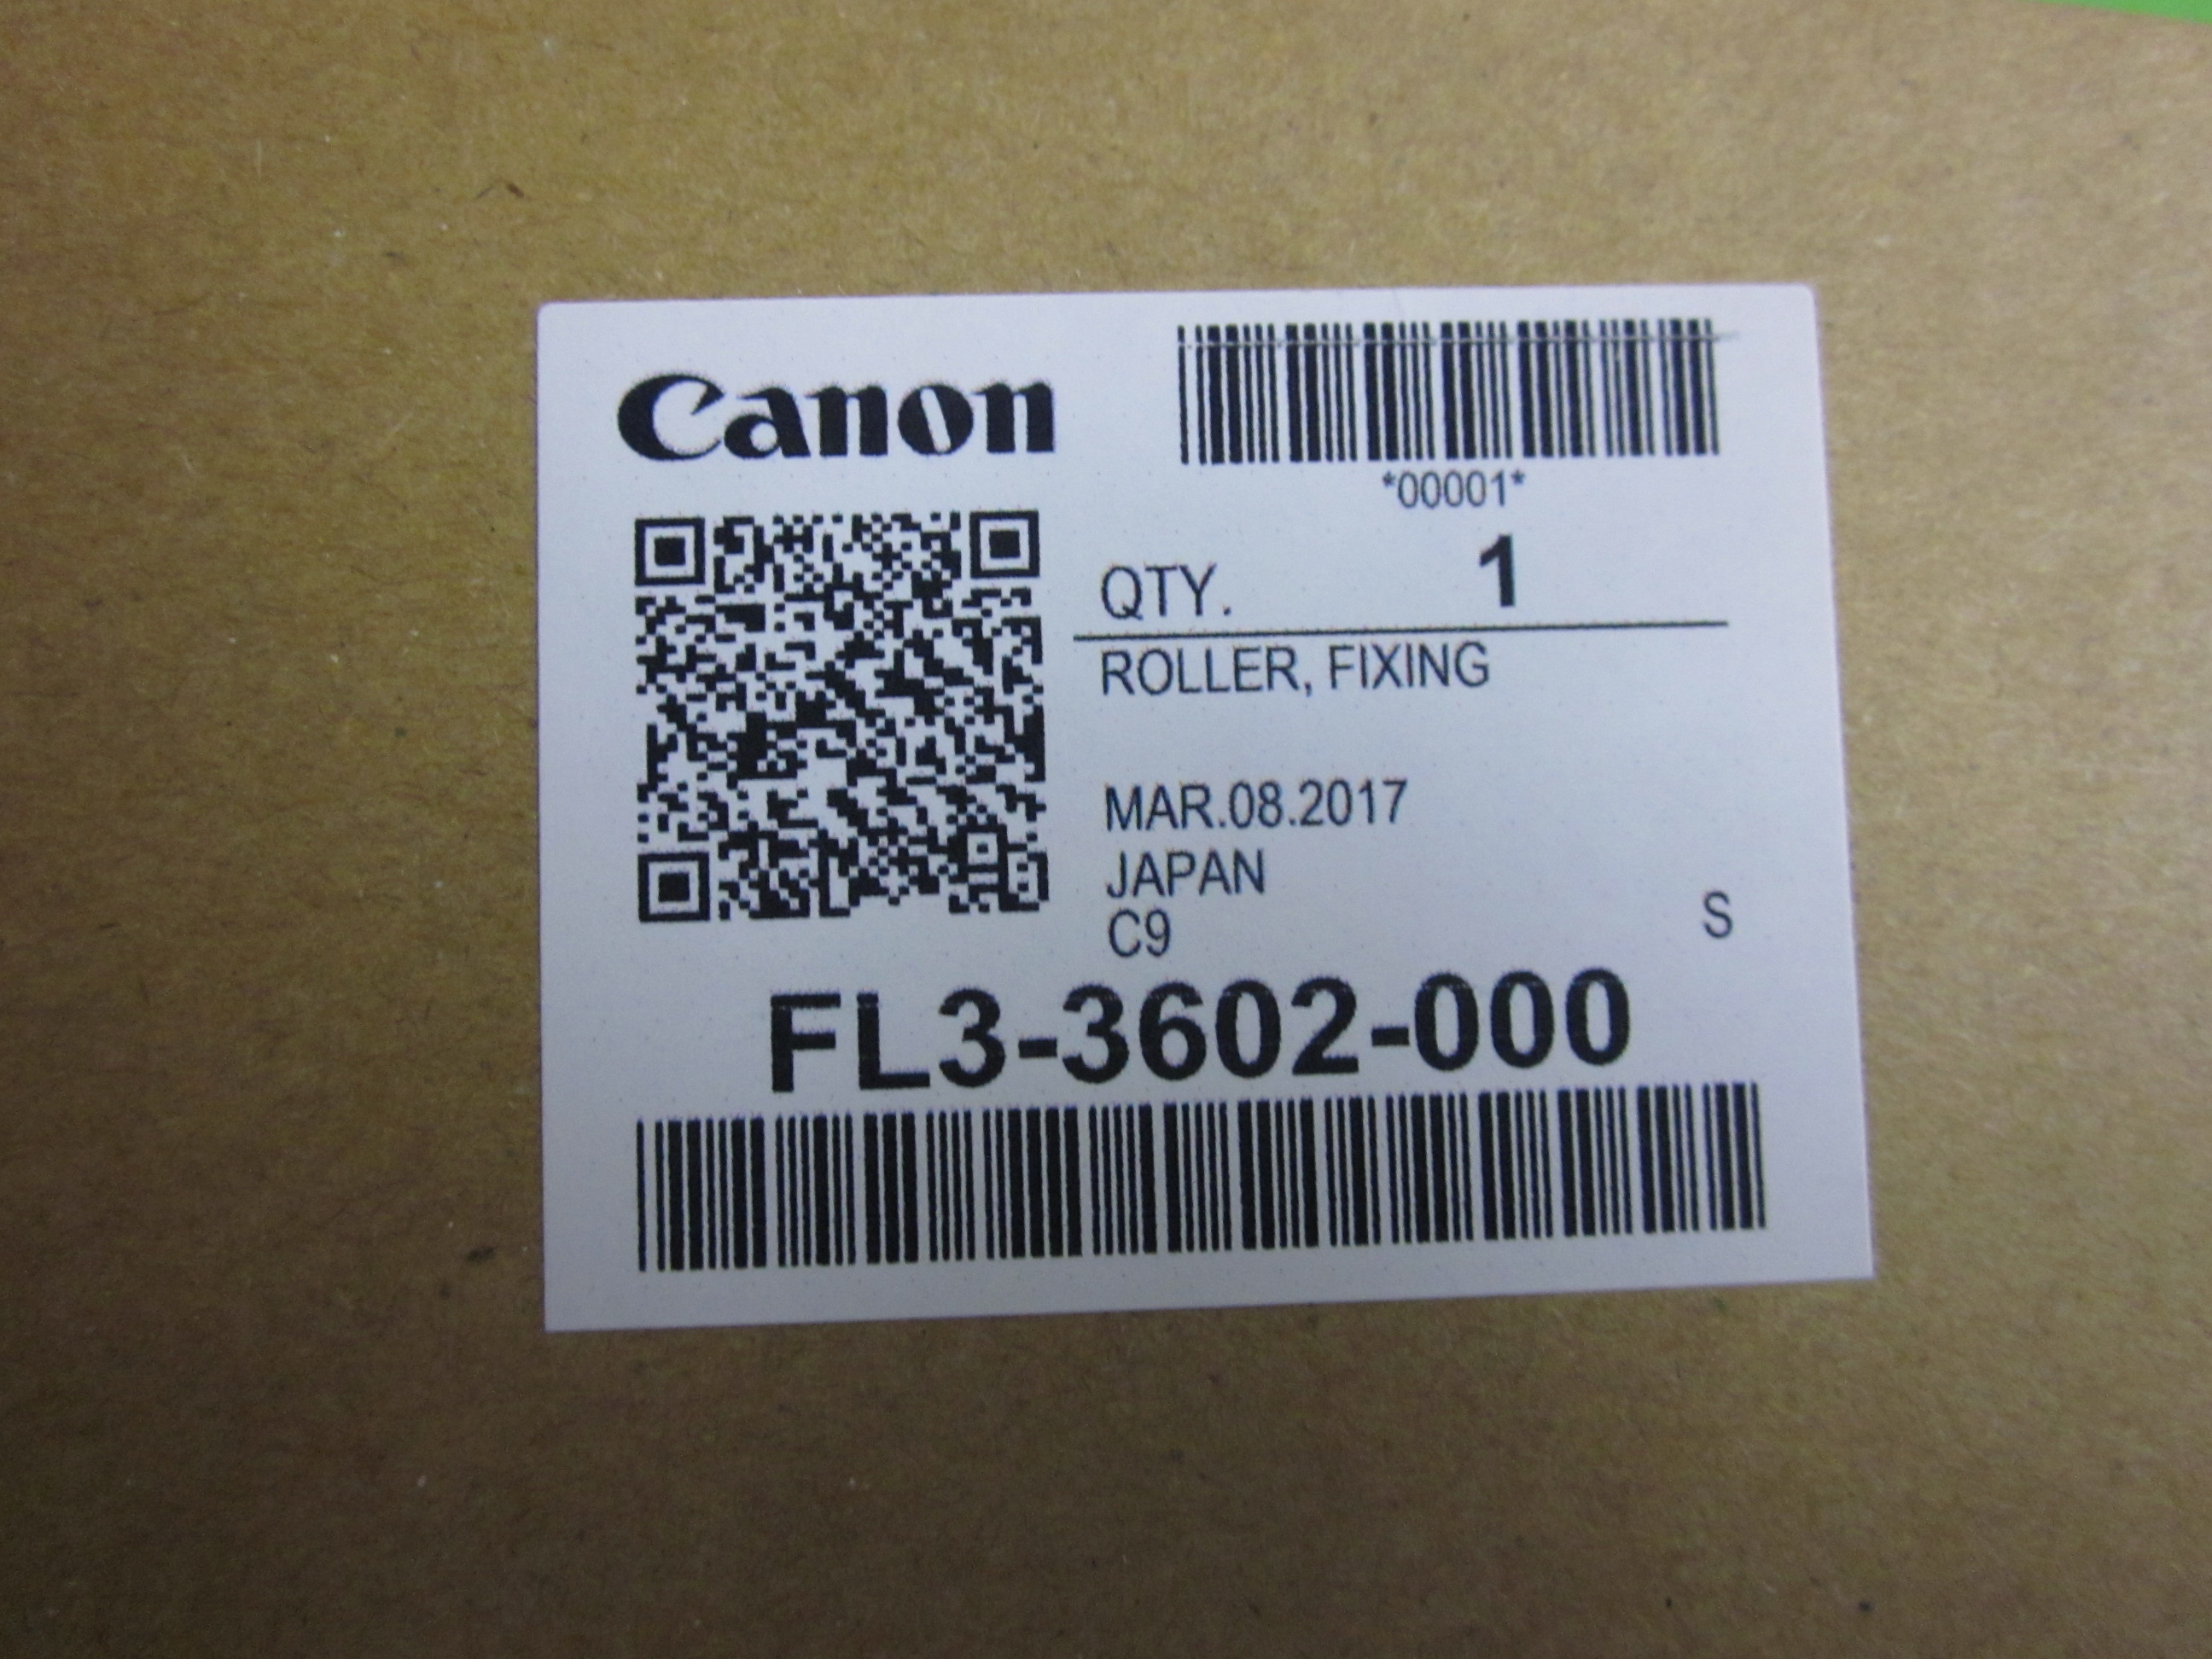 Canon
*00001*
QTY. 1
ROLLER, FIXING
MAR.08.2017
JAPAN
C9 S
FL3-3602-000